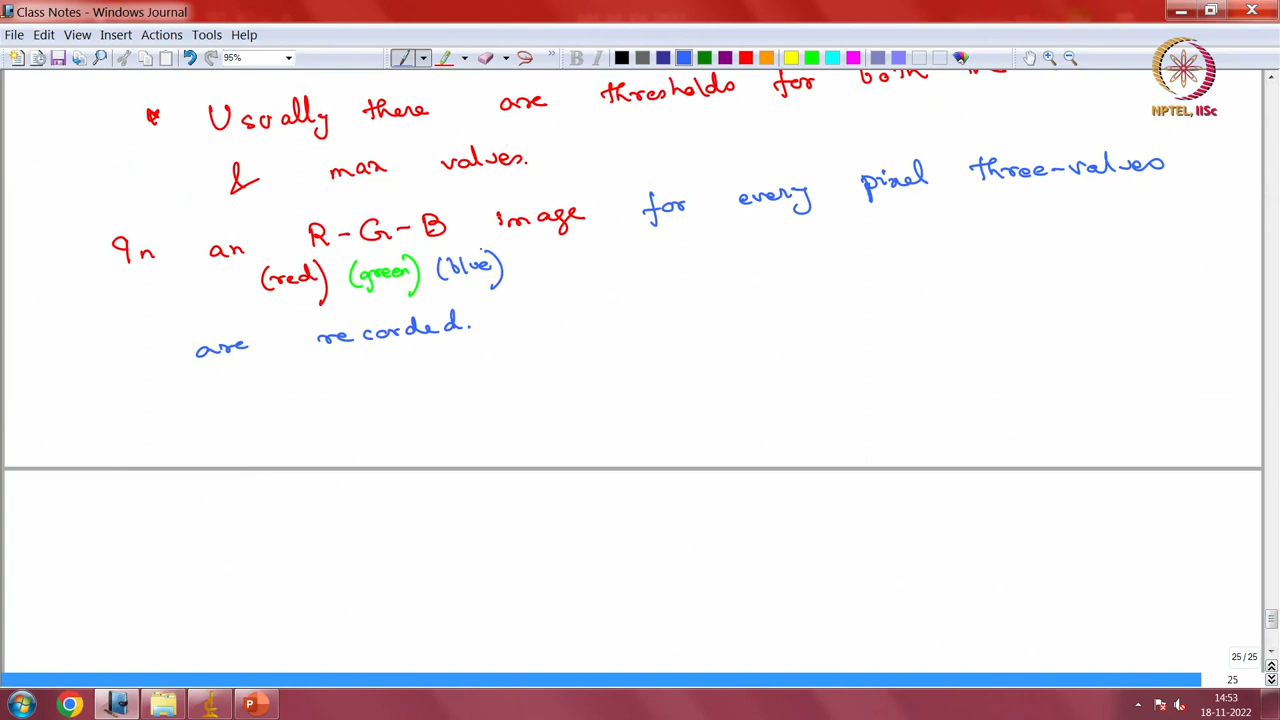 Class Notes - Windows Journal
File Edit View Insert Actions Tools Help
95%
NPTEL, IISc
* Usually there are thresholds for both
& max values.
In an R-G-B image for every pixel three-values
(red) (green) (blue)
are recorded.
25/25
25
14:53
18-11-2022